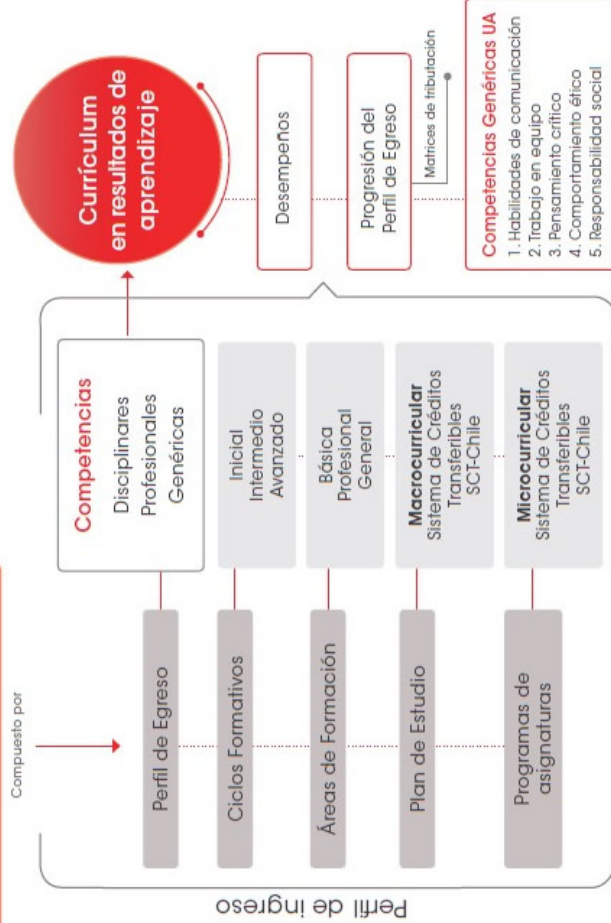 Compuesto por
Perfil de ingreso
Perfil de Egreso
Ciclos Formativos
Áreas de Formación
Plan de Estudio
Programas de
asignaturas
Competencias
Disciplinares
Profesionales
Genéricas
Inicial
Intermedio
Avanzado
Básica
Profesional
General
Macrocurricular
Sistema de Créditos
Transferibles
SCT-Chile
Microcurricular
Sistema de Créditos
Transferibles
SCT-Chile
Currículum
en resultados de
aprendizaje
Desempeños
Progresión del
Perfil de Egreso
Matrices de tributación
Competencias Genéricas UA
1. Habilidades de comunicación
2. Trabajo en equipo
3. Pensamiento crítico
4. Comportamiento ético
5. Responsabilidad social